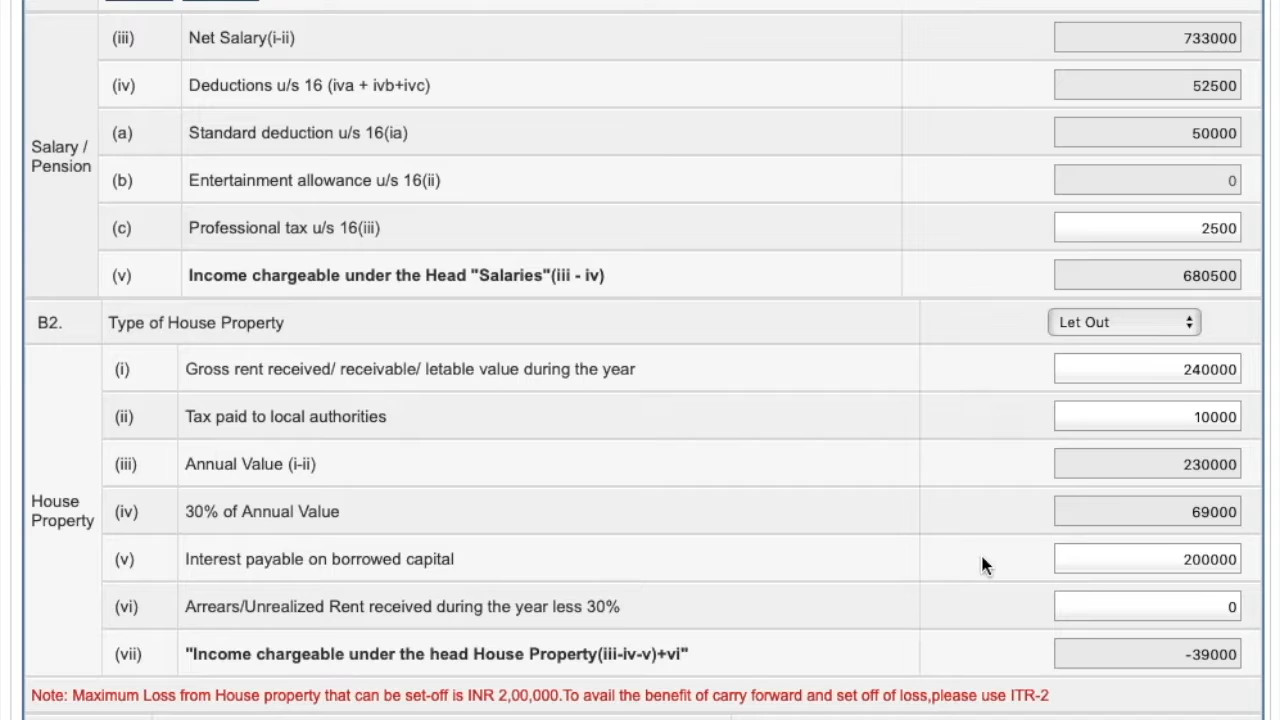 (iii) Net Salary(i-ii) 733000
(iv) Deductions u/s 16 (iva + ivb+ivc) 52500
(a) Standard deduction u/s 16(ia) 50000
Salary /
Pension
(b) Entertainment allowance u/s 16(ii) 0
(c) Professional tax u/s 16(iii) 2500
(v) Income chargeable under the Head "Salaries"(iii - iv) 680500
B2. Type of House Property Let Out
(i) Gross rent received/ receivable/ letable value during the year 240000
(ii) Tax paid to local authorities 10000
(iii) Annual Value (i-ii) 230000
House
Property
(iv) 30% of Annual Value 69000
(v) Interest payable on borrowed capital 200000
(vi) Arrears/Unrealized Rent received during the year less 30% 0
(vii) "Income chargeable under the head House Property(iii-iv-v)+vi" -39000
Note: Maximum Loss from House property that can be set-off is INR 2,00,000.To avail the benefit of carry forward and set off of loss,please use ITR-2